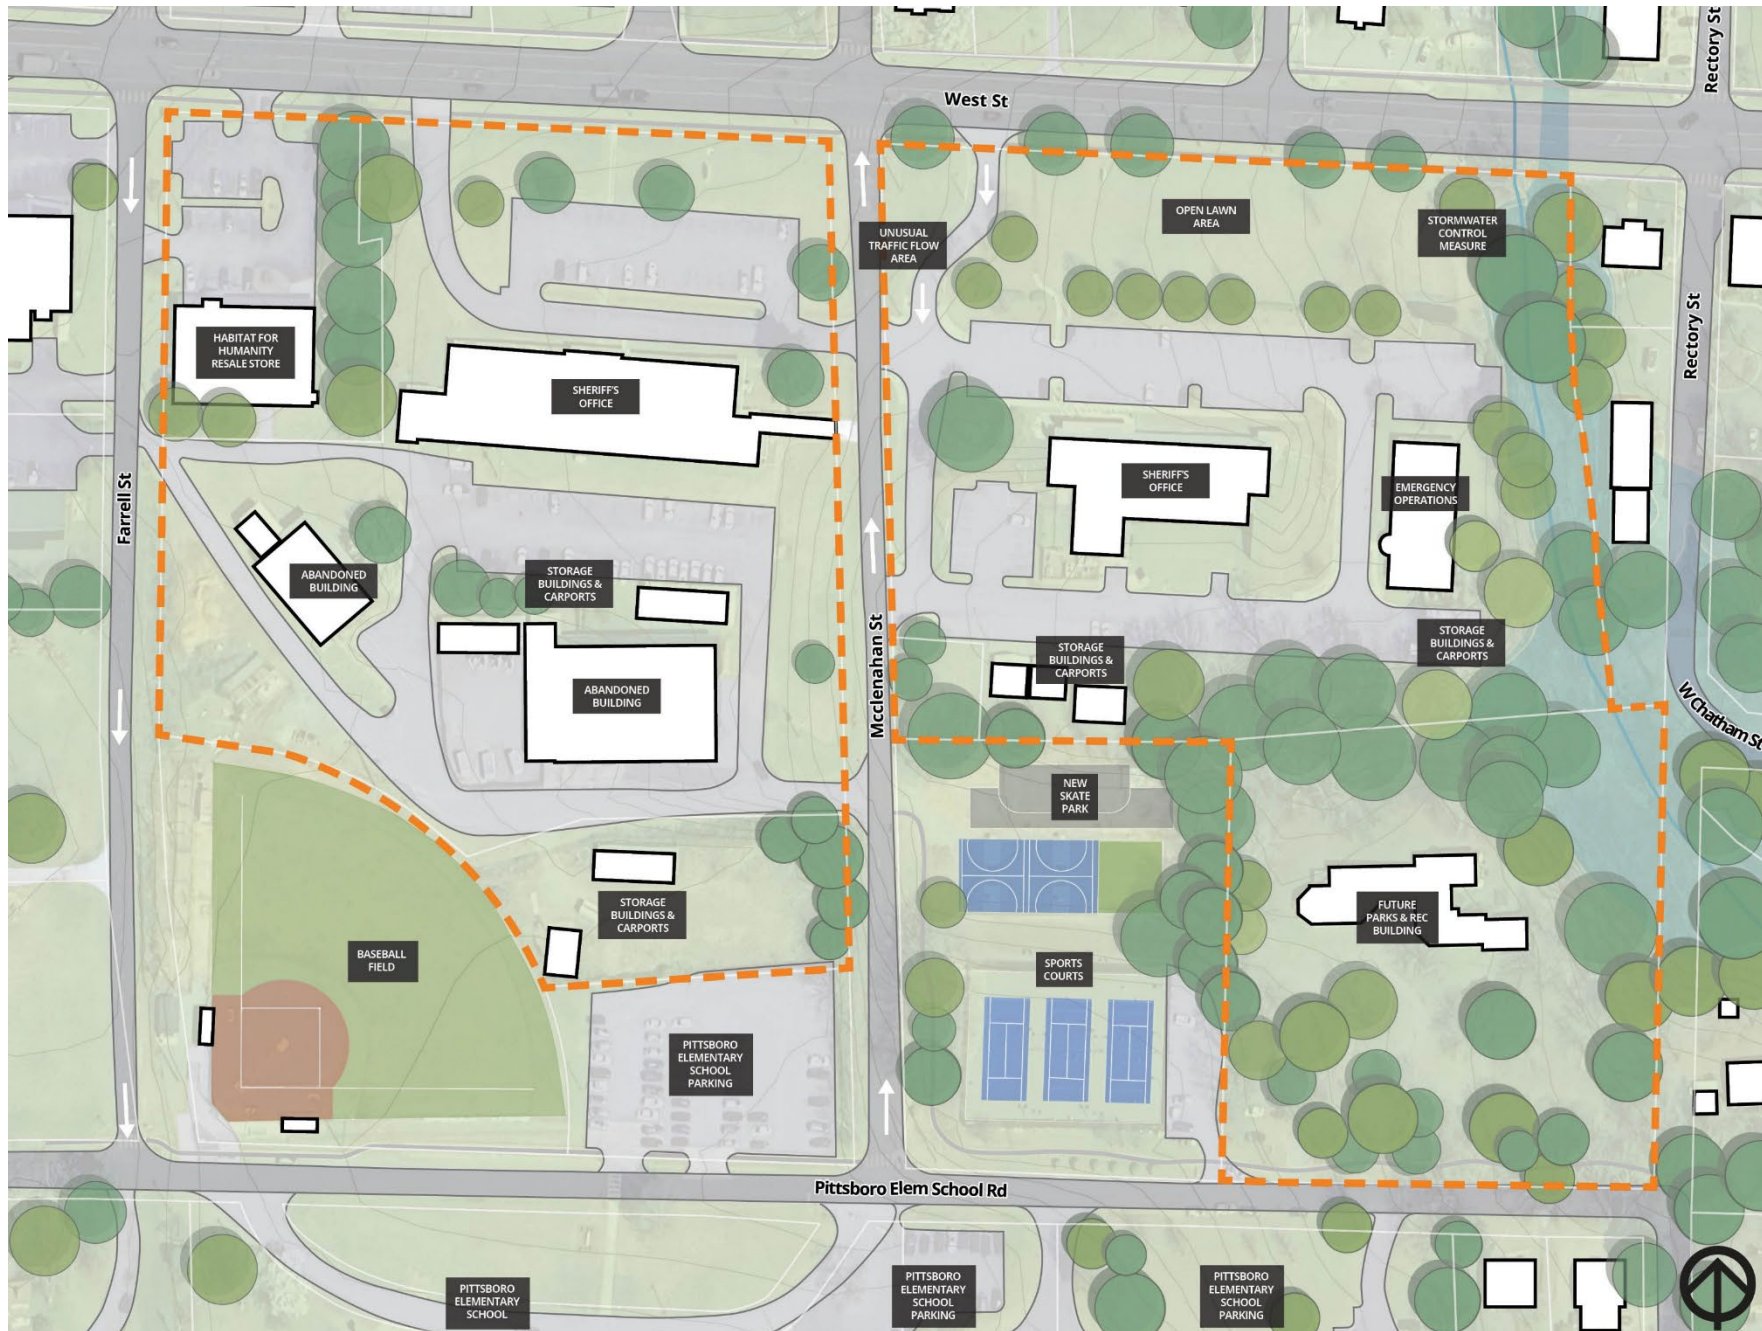 Rectory St
West St
OPEN LAWN
AREA
STORMWATER
CONTROL
MEASURE
UNUSUAL
TRAFFIC FLOW
AREA
HABITAT FOR
HUMANITY
RESALE STORE
SHERIFF'S
OFFICE
Rectory St
Farrell St
SHERIFF'S
OFFICE
EMERGENCY
OPERATIONS
ABANDONED
BUILDING
STORAGE
BUILDINGS &
CARPORTS
Mcclenahan St
STORAGE
BUILDINGS &
CARPORTS
STORAGE
BUILDINGS &
CARPORTS
ABANDONED
BUILDING
W Chatham St
NEW
SKATE
PARK
STORAGE
BUILDINGS &
CARPORTS
FUTURE
PARKS & REC
BUILDING
BASEBALL
FIELD
SPORTS
COURTS
PITTSBORO
ELEMENTARY
SCHOOL
PARKING
Pittsboro Elem School Rd
PITTSBORO
ELEMENTARY
SCHOOL
PITTSBORO
ELEMENTARY
SCHOOL
PARKING
PITTSBORO
ELEMENTARY
SCHOOL
PARKING